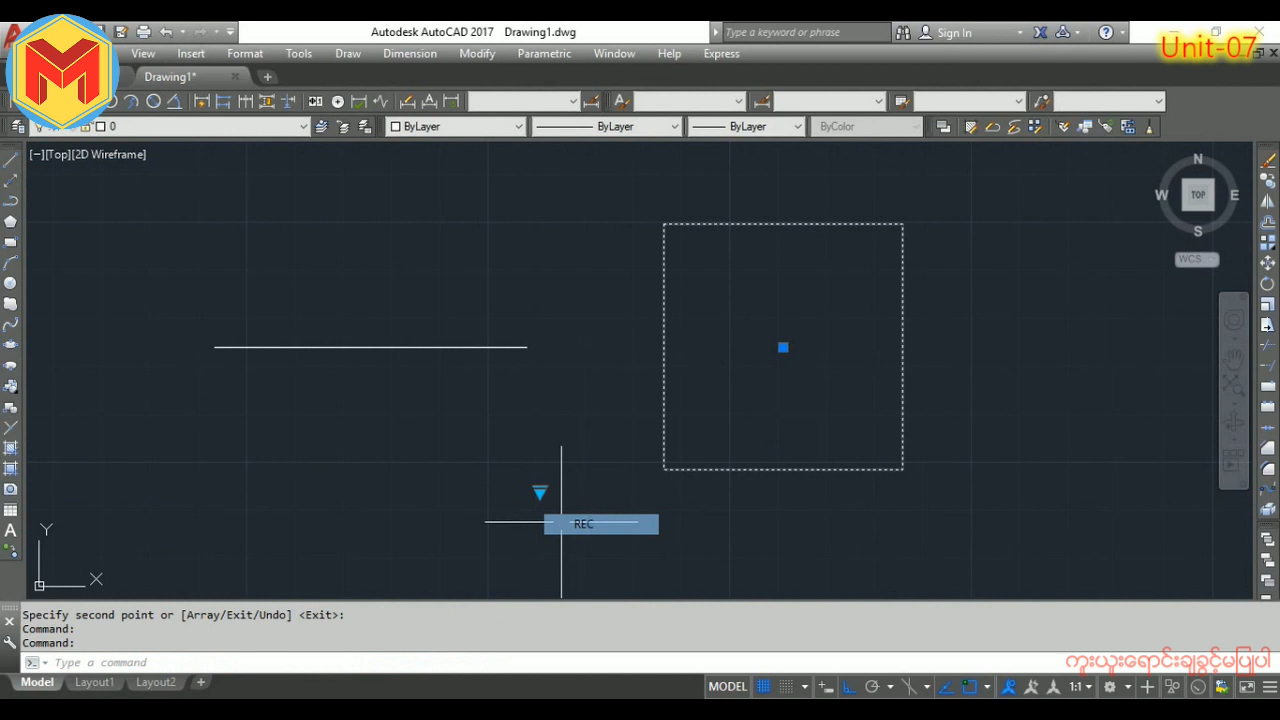 Autodesk AutoCAD 2017 Drawing1.dwg
Type a keyword or phrase
Sign In
Unit-07
View Insert Format Tools Draw Dimension Modify Parametric Window Help Express
Drawing1*
0
ByLayer
ByLayer
ByLayer
ByColor
[−][Top][2D Wireframe]
N
W TOP E
S
WCS
REC
Y
X
Specify second point or [Array/Exit/Undo] <Exit>:
Command:
Command:
Type a command
ကူးယူးရောင်းချခွင့်မပြုပါ
Model Layout1 Layout2
MODEL
1:1